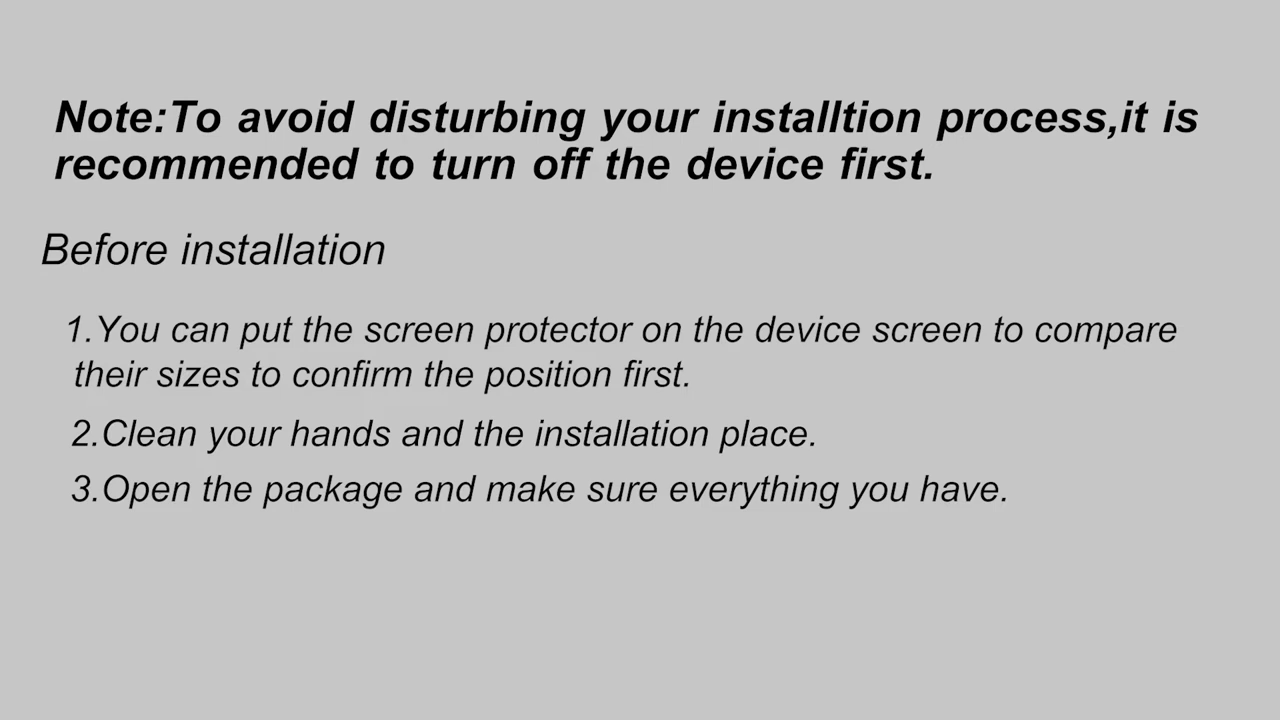 Note:To avoid disturbing your installtion process,it is
recommended to turn off the device first.
Before installation
1.You can put the screen protector on the device screen to compare
their sizes to confirm the position first.
2.Clean your hands and the installation place.
3.Open the package and make sure everything you have.